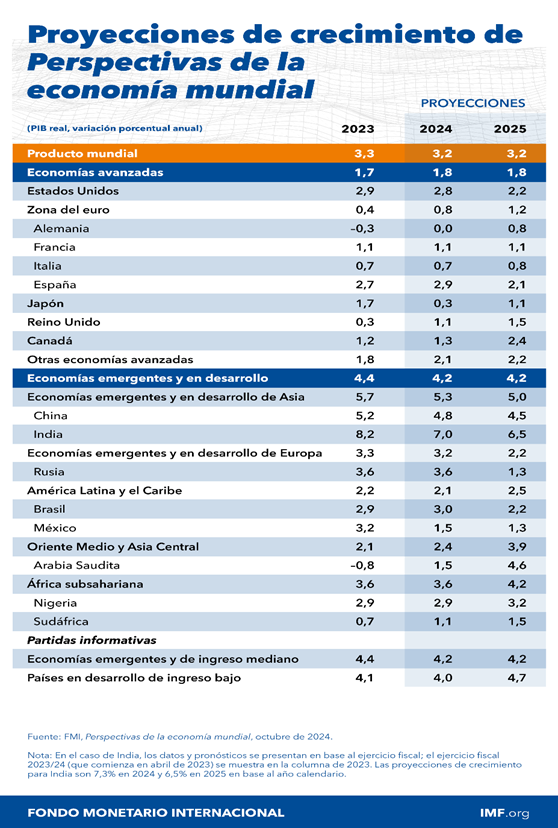 Proyecciones de crecimiento de
Perspectivas de la
economía mundial
PROYECCIONES
(PIB real, variación porcentual anual) 2023 2024 2025
Producto mundial 3,3 3,2 3,2
Economías avanzadas 1,7 1,8 1,8
Estados Unidos 2,9 2,8 2,2
Zona del euro 0,4 0,8 1,2
Alemania –0,3 0,0 0,8
Francia 1,1 1,1 1,1
Italia 0,7 0,7 0,8
España 2,7 2,9 2,1
Japón 1,7 0,3 1,1
Reino Unido 0,3 1,1 1,5
Canadá 1,2 1,3 2,4
Otras economías avanzadas 1,8 2,1 2,2
Economías emergentes y en desarrollo 4,4 4,2 4,2
Economías emergentes y en desarrollo de Asia 5,7 5,3 5,0
China 5,2 4,8 4,5
India 8,2 7,0 6,5
Economías emergentes y en desarrollo de Europa 3,3 3,2 2,2
Rusia 3,6 3,6 1,3
América Latina y el Caribe 2,2 2,1 2,5
Brasil 2,9 3,0 2,2
México 3,2 1,5 1,3
Oriente Medio y Asia Central 2,1 2,4 3,9
Arabia Saudita –0,8 1,5 4,6
África subsahariana 3,6 3,6 4,2
Nigeria 2,9 2,9 3,2
Sudáfrica 0,7 1,1 1,5
Partidas informativas
Economías emergentes y de ingreso mediano 4,4 4,2 4,2
Países en desarrollo de ingreso bajo 4,1 4,0 4,7
Fuente: FMI, Perspectivas de la economía mundial, octubre de 2024.
Nota: En el caso de India, los datos y pronósticos se presentan en base al ejercicio fiscal; el ejercicio fiscal
2023/24 (que comienza en abril de 2023) se muestra en la columna de 2023. Las proyecciones de crecimiento
para India son 7,3% en 2024 y 6,5% en 2025 en base al año calendario.
FONDO MONETARIO INTERNACIONAL IMF.org